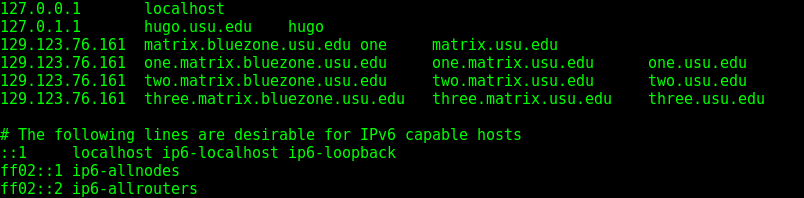 127.0.0.1       localhost
127.0.1.1       hugo.usu.edu    hugo
129.123.76.161  matrix.bluezone.usu.edu one     matrix.usu.edu
129.123.76.161  one.matrix.bluezone.usu.edu     one.matrix.usu.edu      one.usu.edu
129.123.76.161  two.matrix.bluezone.usu.edu     two.matrix.usu.edu      two.usu.edu
129.123.76.161  three.matrix.bluezone.usu.edu   three.matrix.usu.edu    three.usu.edu
# The following lines are desirable for IPv6 capable hosts
::1     localhost ip6-localhost ip6-loopback
ff02::1 ip6-allnodes
ff02::2 ip6-allrouters